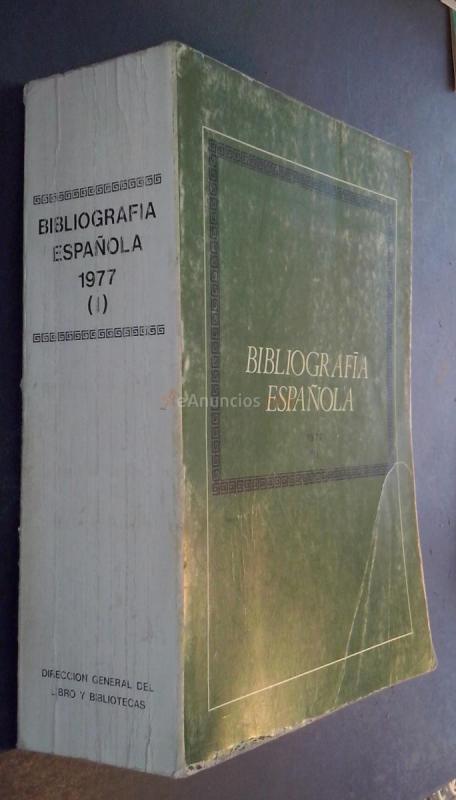 BIBLIOGRAFIA
ESPAÑOLA
1977
(I)
DIRECCION GENERAL DEL
LIBRO Y BIBLIOTECAS
BIBLIOGRAFÍA
ESPAÑOLA
eAnuncios